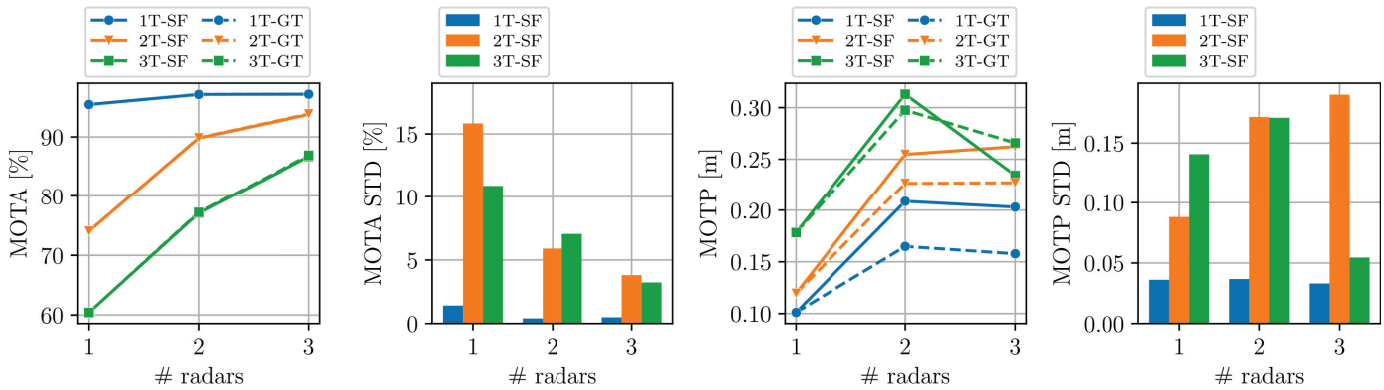 1T-SF 1T-GT
2T-SF 2T-GT
3T-SF 3T-GT
MOTA [%]
90
80
70
60
1 2 3
# radars
1T-SF
2T-SF
3T-SF
MOTA STD [%]
15
10
5
0
1 2 3
# radars
1T-SF 1T-GT
2T-SF 2T-GT
3T-SF 3T-GT
MOTP [m]
0.30
0.25
0.20
0.15
0.10
1 2 3
# radars
1T-SF
2T-SF
3T-SF
MOTP STD [m]
0.15
0.10
0.05
0.00
1 2 3
# radars